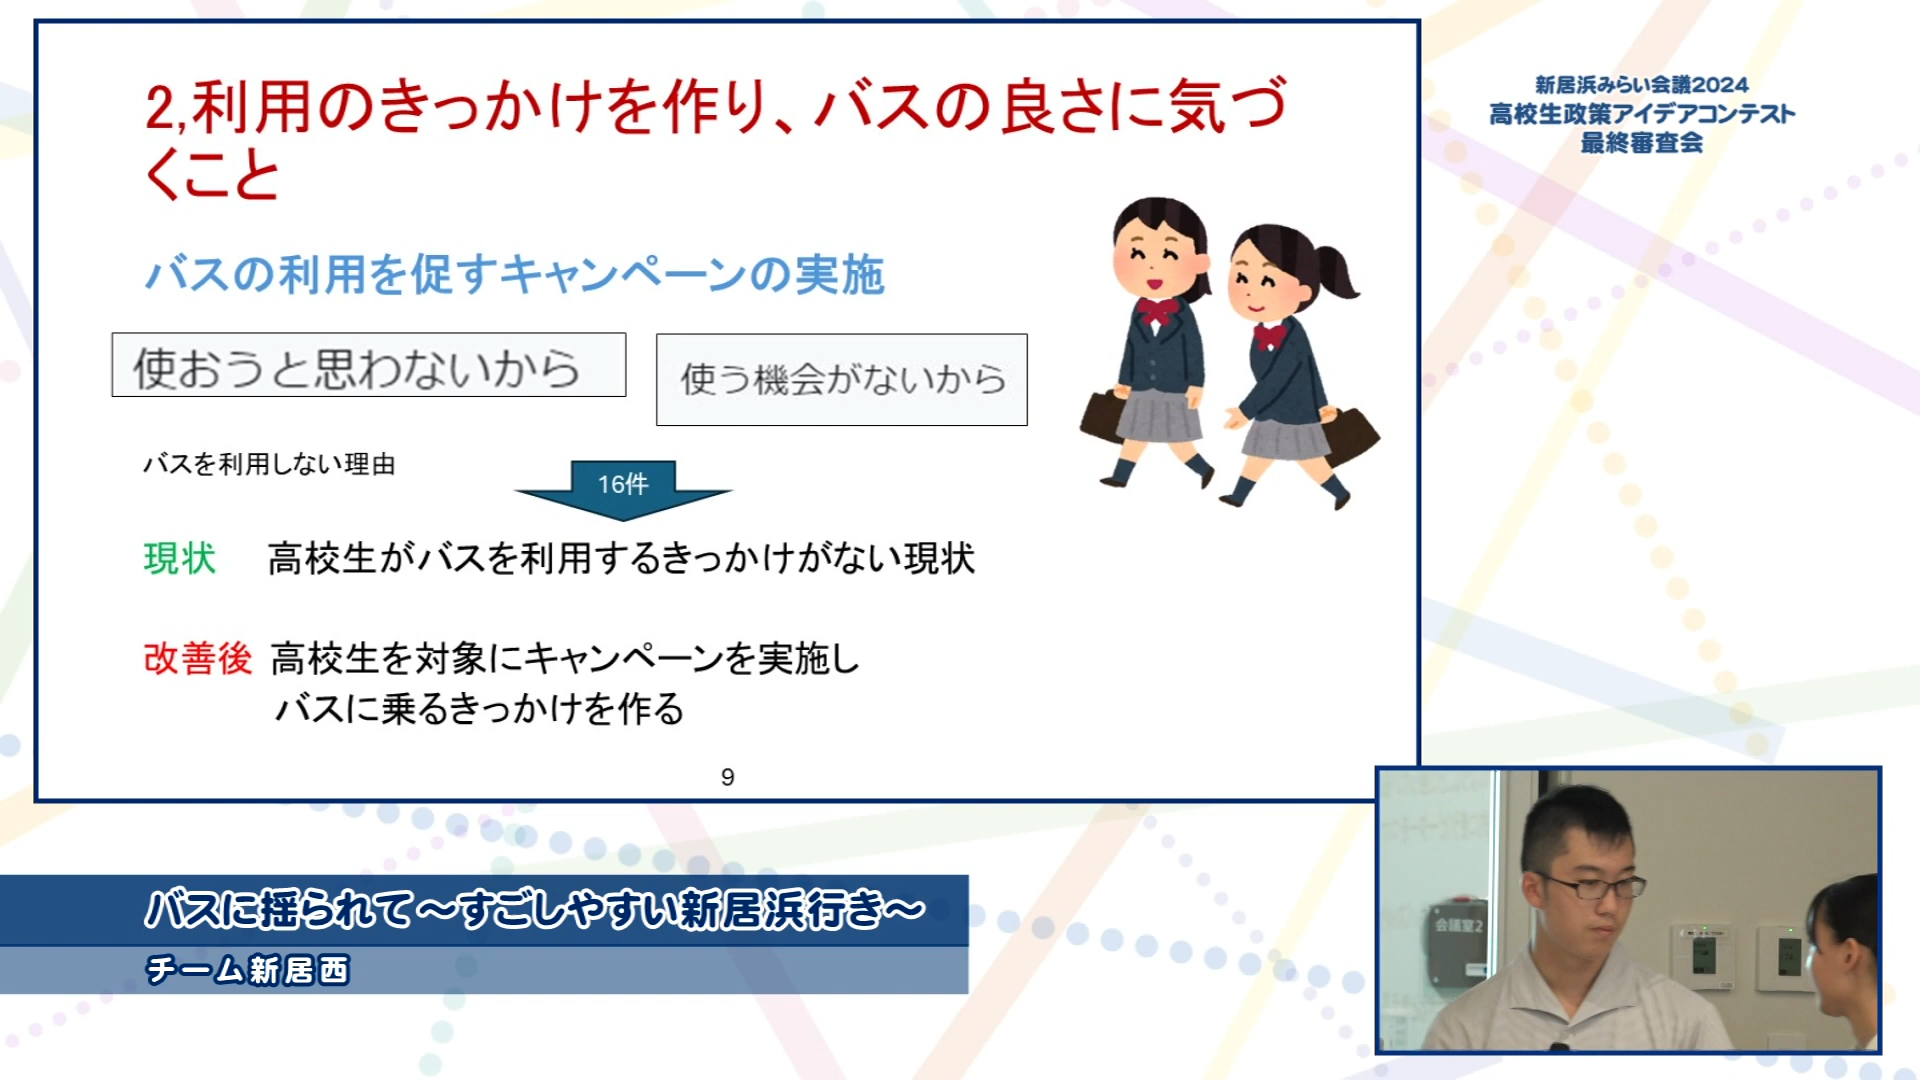 2,利用のきっかけを作り、バスの良さに気づ
くこと
バスの利用を促すキャンペーンの実施
使おうと思わないから
使う機会がないから
バスを利用しない理由
16件
現状 高校生がバスを利用するきっかけがない現状
改善後 高校生を対象にキャンペーンを実施し
バスに乗るきっかけを作る
9
新居浜みらい会議2024
高校生政策アイデアコンテスト
最終審査会
会議室2
バスに揺られて～すごしやすい新居浜行き～
チーム新居西